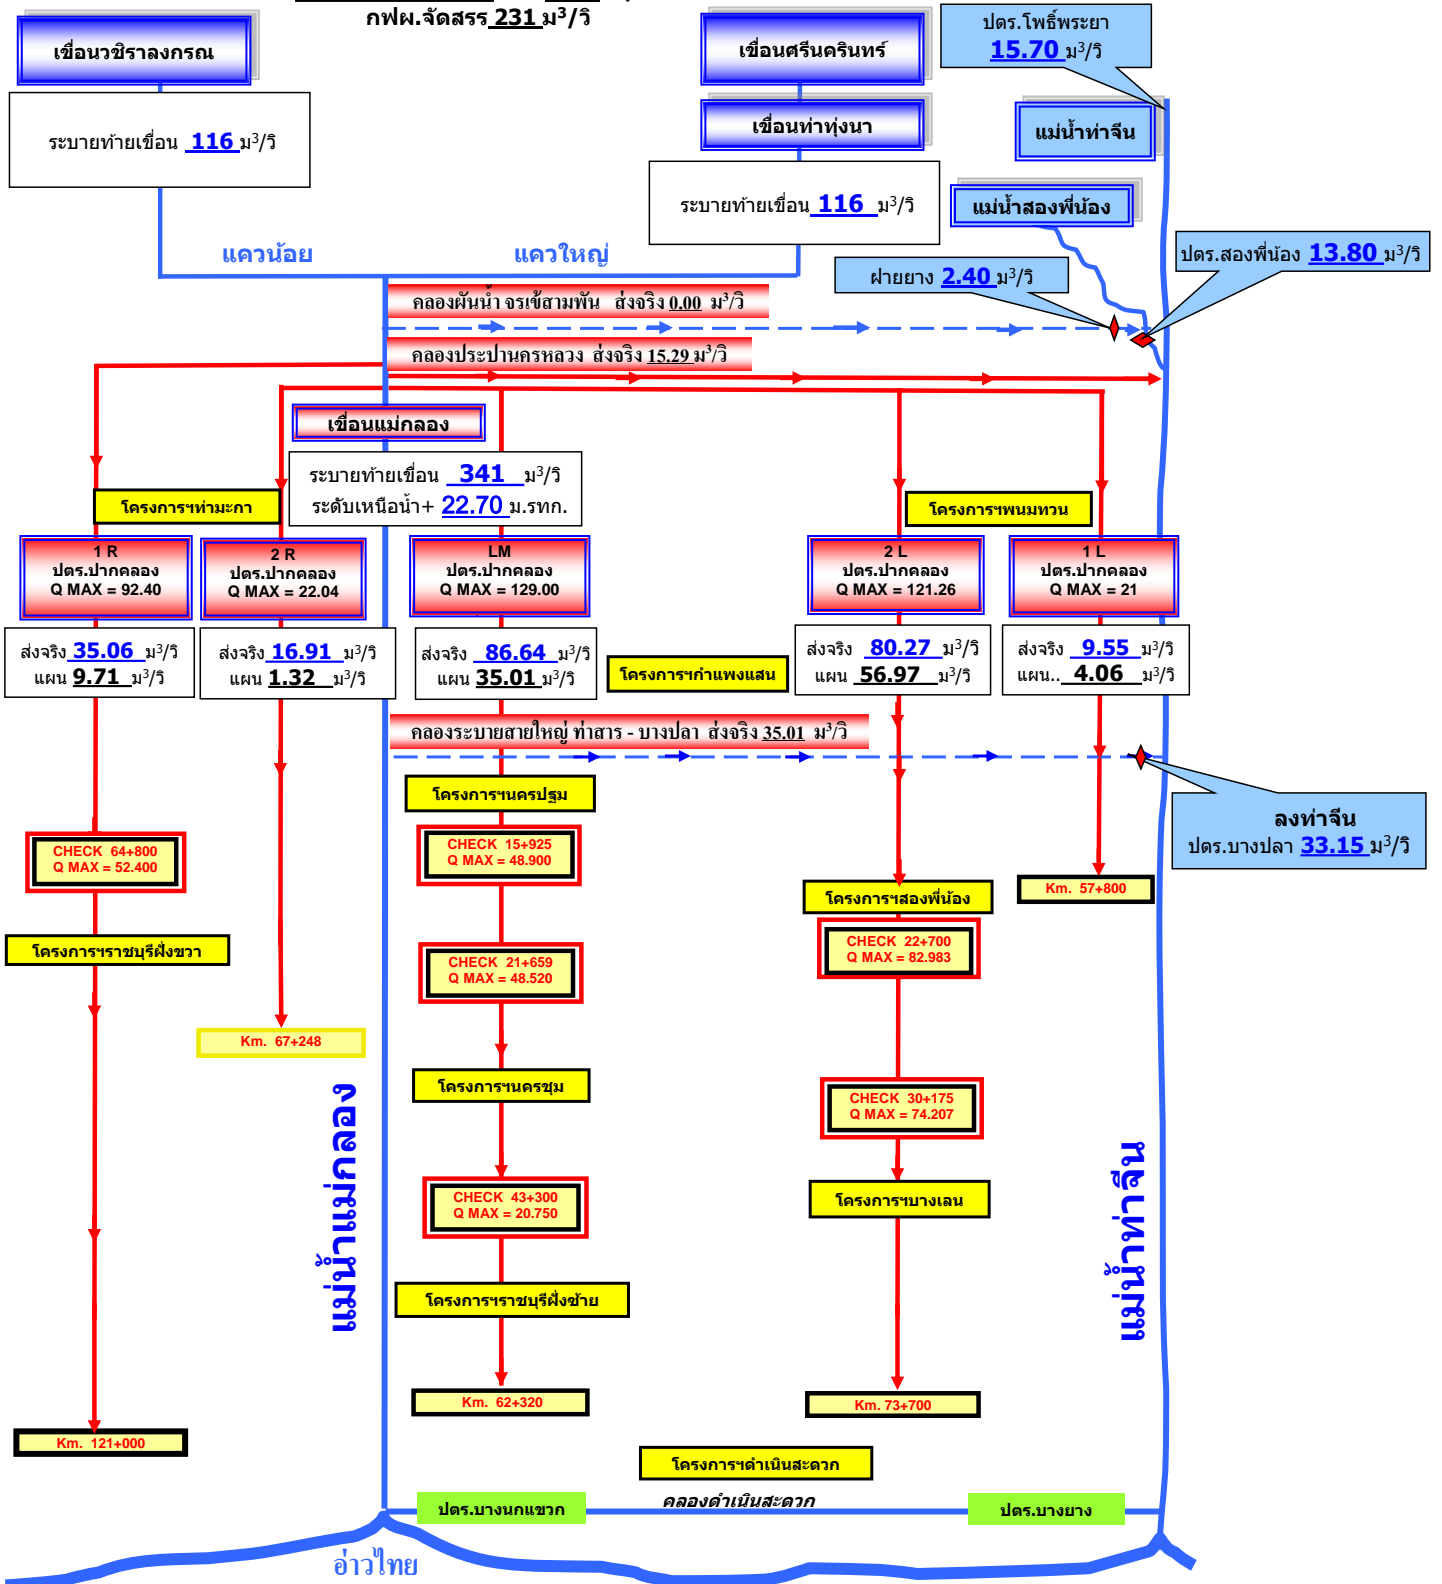 กฟผ.จัดสรร 231 ม³/วิ
เขื่อนวชิราลงกรณ
เขื่อนศรีนครินทร์
ปตร.โพธิ์พระยา
15.70 ม³/วิ
ระบายท้ายเขื่อน 116 ม³/วิ
เขื่อนท่าทุ่งนา
แม่น้ำท่าจีน
ระบายท้ายเขื่อน 116 ม³/วิ
แม่น้ำสองพี่น้อง
แควน้อย
แควใหญ่
ปตร.สองพี่น้อง 13.80 ม³/วิ
ฝายยาง 2.40 ม³/วิ
คลองผันน้ำ จรเข้สามพัน ส่งจริง 0.00 ม³/วิ
คลองประปานครหลวง ส่งจริง 15.29 ม³/วิ
เขื่อนแม่กลอง
ระบายท้ายเขื่อน 341 ม³/วิ
ระดับเหนือน้ำ+ 22.70 ม.รทก.
โครงการฯท่ามะกา
โครงการฯพนมทวน
1 R
ปตร.ปากคลอง
Q MAX = 92.40
2 R
ปตร.ปากคลอง
Q MAX = 22.04
LM
ปตร.ปากคลอง
Q MAX = 129.00
2 L
ปตร.ปากคลอง
Q MAX = 121.26
1 L
ปตร.ปากคลอง
Q MAX = 21
ส่งจริง 35.06 ม³/วิ
แผน 9.71 ม³/วิ
ส่งจริง 16.91 ม³/วิ
แผน 1.32 ม³/วิ
ส่งจริง 86.64 ม³/วิ
แผน 35.01 ม³/วิ
โครงการฯกำแพงแสน
ส่งจริง 80.27 ม³/วิ
แผน 56.97 ม³/วิ
ส่งจริง 9.55 ม³/วิ
แผน.. 4.06 ม³/วิ
คลองระบายสายใหญ่ ท่าสาร - บางปลา ส่งจริง 35.01 ม³/วิ
โครงการฯนครปฐม
ลงท่าจีน
ปตร.บางปลา 33.15 ม³/วิ
CHECK 64+800
Q MAX = 52.400
CHECK 15+925
Q MAX = 48.900
Km. 57+800
โครงการฯสองพี่น้อง
โครงการฯราชบุรีฝั่งขวา
CHECK 21+659
Q MAX = 48.520
CHECK 22+700
Q MAX = 82.983
Km. 67+248
โครงการฯนครชุม
CHECK 30+175
Q MAX = 74.207
แม่น้ำแม่กลอง
แม่น้ำท่าจีน
CHECK 43+300
Q MAX = 20.750
โครงการฯบางเลน
โครงการฯราชบุรีฝั่งซ้าย
Km. 62+320
Km. 73+700
Km. 121+000
โครงการฯดำเนินสะดวก
ปตร.บางนกแขวก
คลองดำเนินสะดวก
ปตร.บางยาง
อ่าวไทย